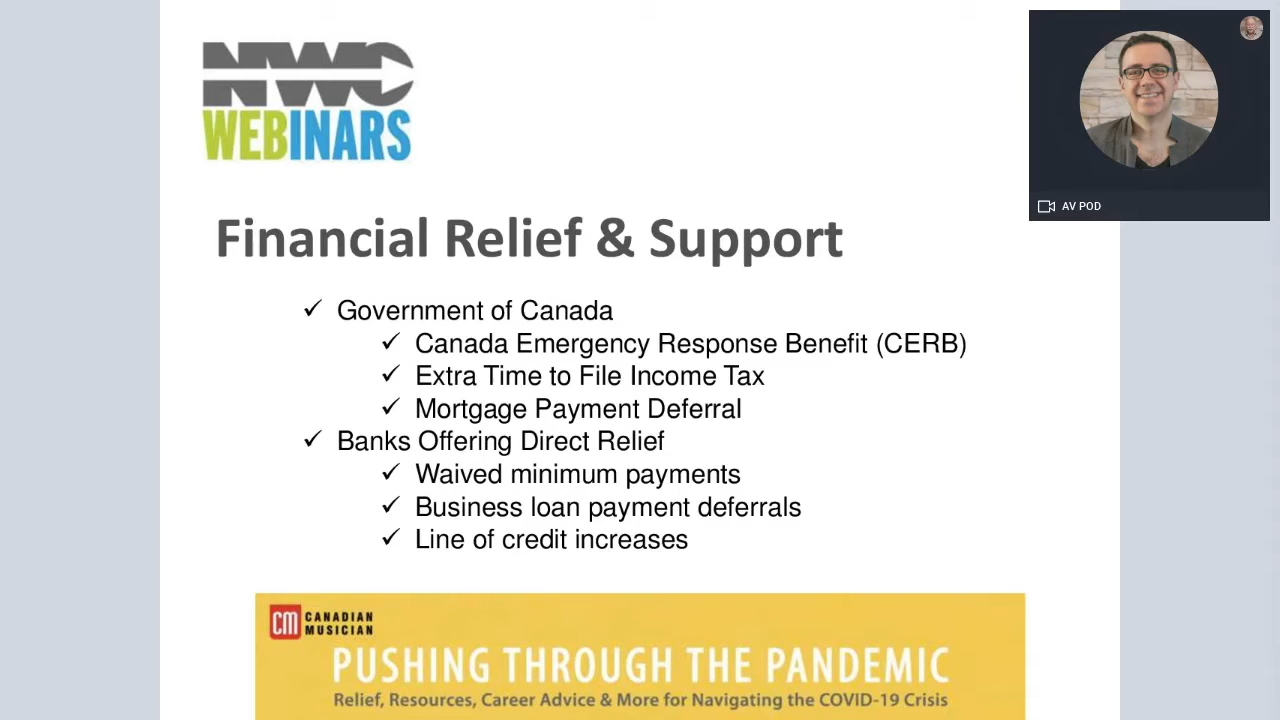 NWC
WEBINARS
AV POD
Financial Relief & Support
✓ Government of Canada
✓ Canada Emergency Response Benefit (CERB)
✓ Extra Time to File Income Tax
✓ Mortgage Payment Deferral
✓ Banks Offering Direct Relief
✓ Waived minimum payments
✓ Business loan payment deferrals
✓ Line of credit increases
CM CANADIAN
MUSICIAN
PUSHING THROUGH THE PANDEMIC
Relief, Resources, Career Advice & More for Navigating the COVID-19 Crisis